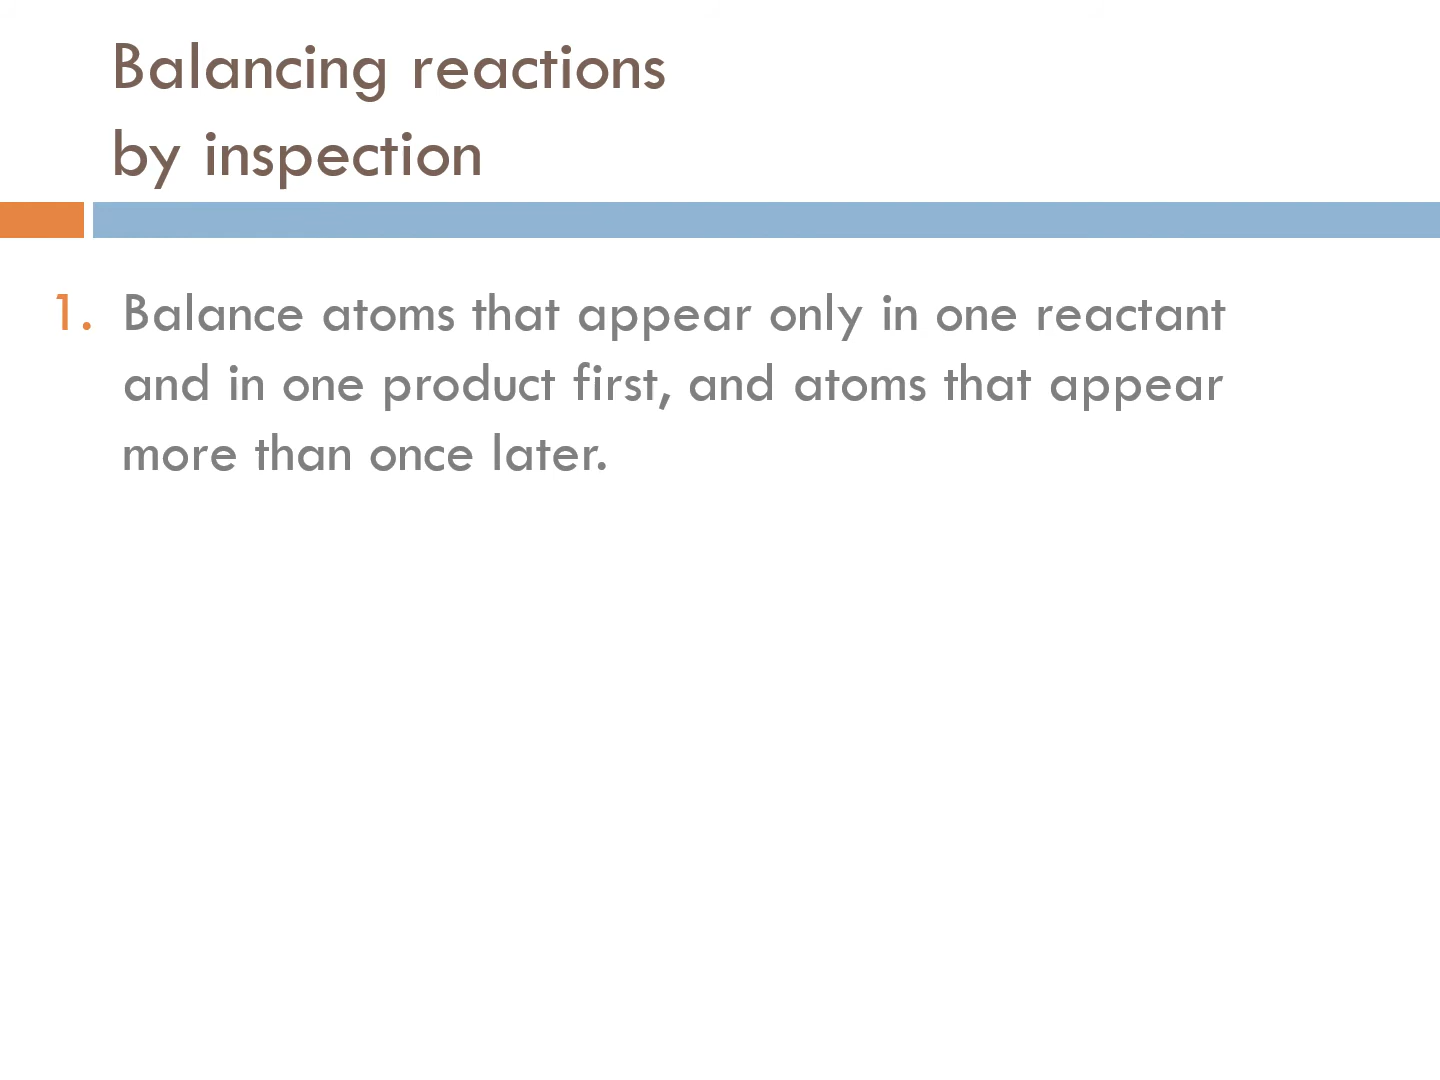 Balancing reactions
by inspection
1. Balance atoms that appear only in one reactant
and in one product first, and atoms that appear
more than once later.